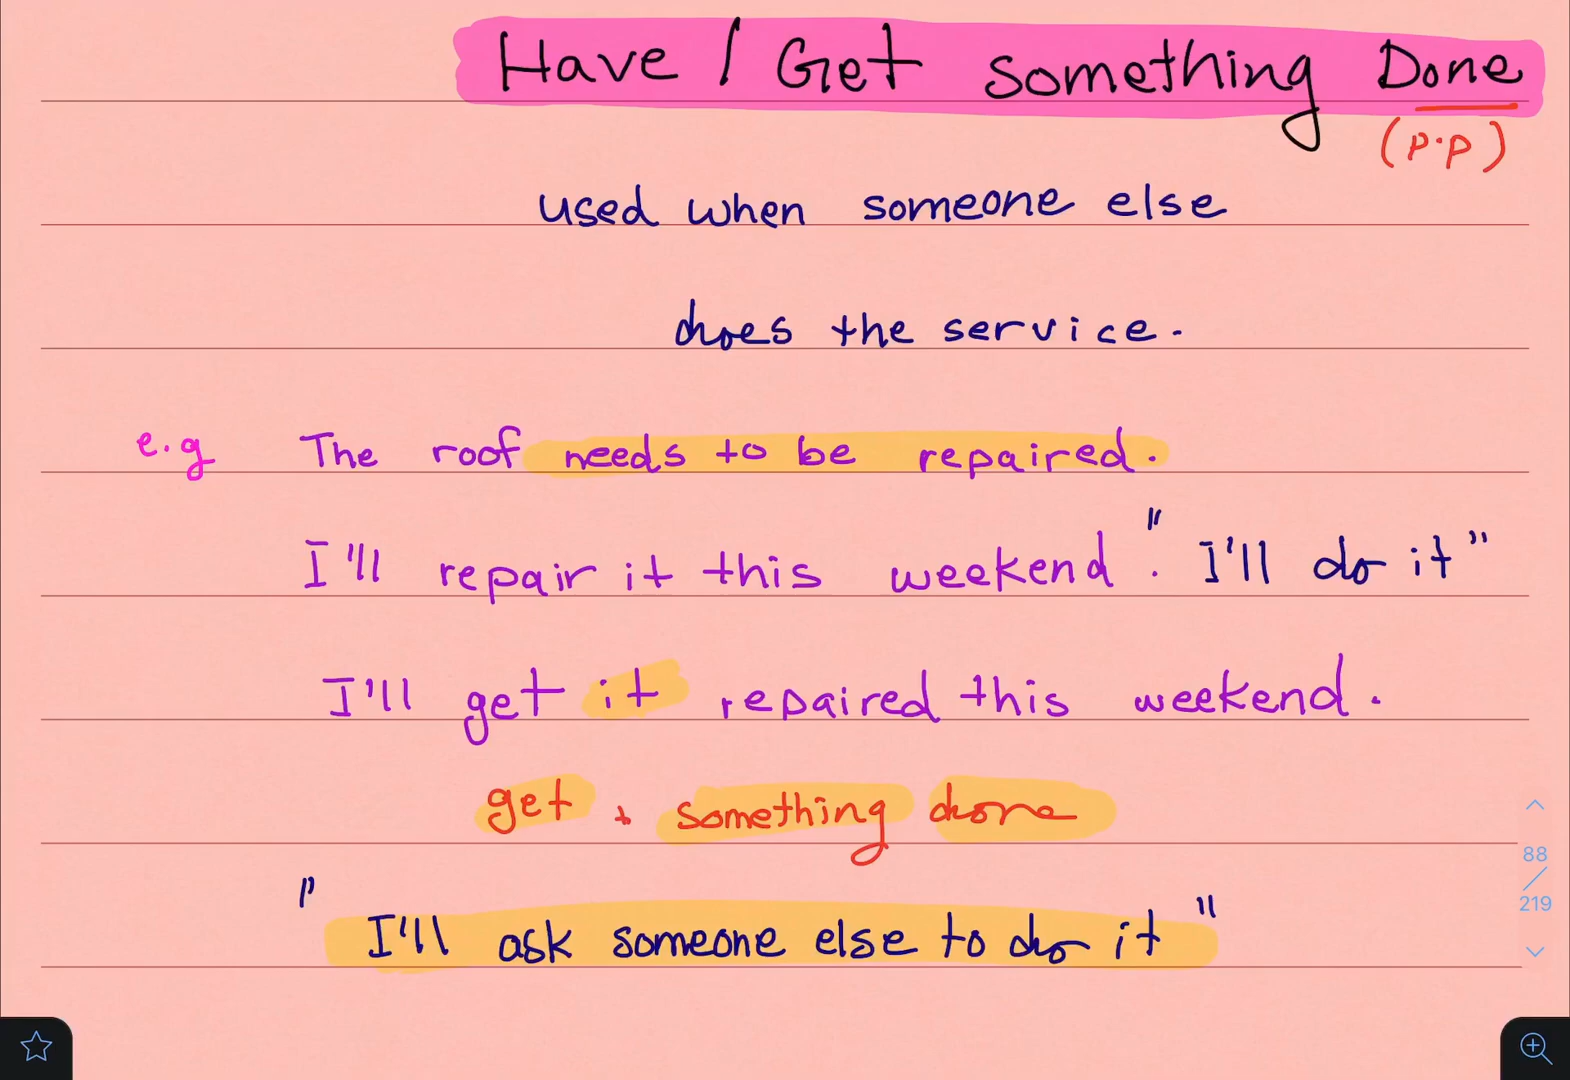 Have / Get something Done
(p.p)
used when someone else
does the service.
e.g The roof needs to be repaired.
I'll repair it this weekend. " I'll do it "
I'll get it repaired this weekend.
get + something done
" I'll ask someone else to do it "
88
/
219